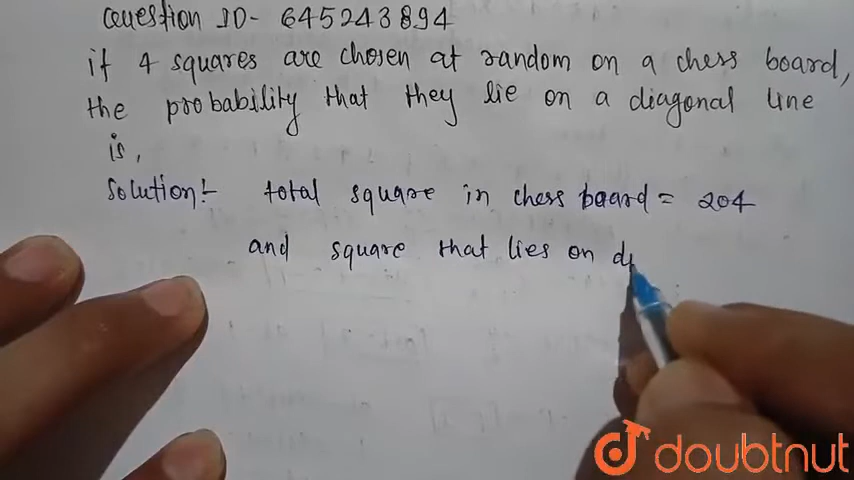 Question ID- 645243894
if 4 squares are chosen at random on a chess board,
the probability that they lie on a diagonal line
is,
Solution:- total square in chess board = 204
and square that lies on di
doubtnut